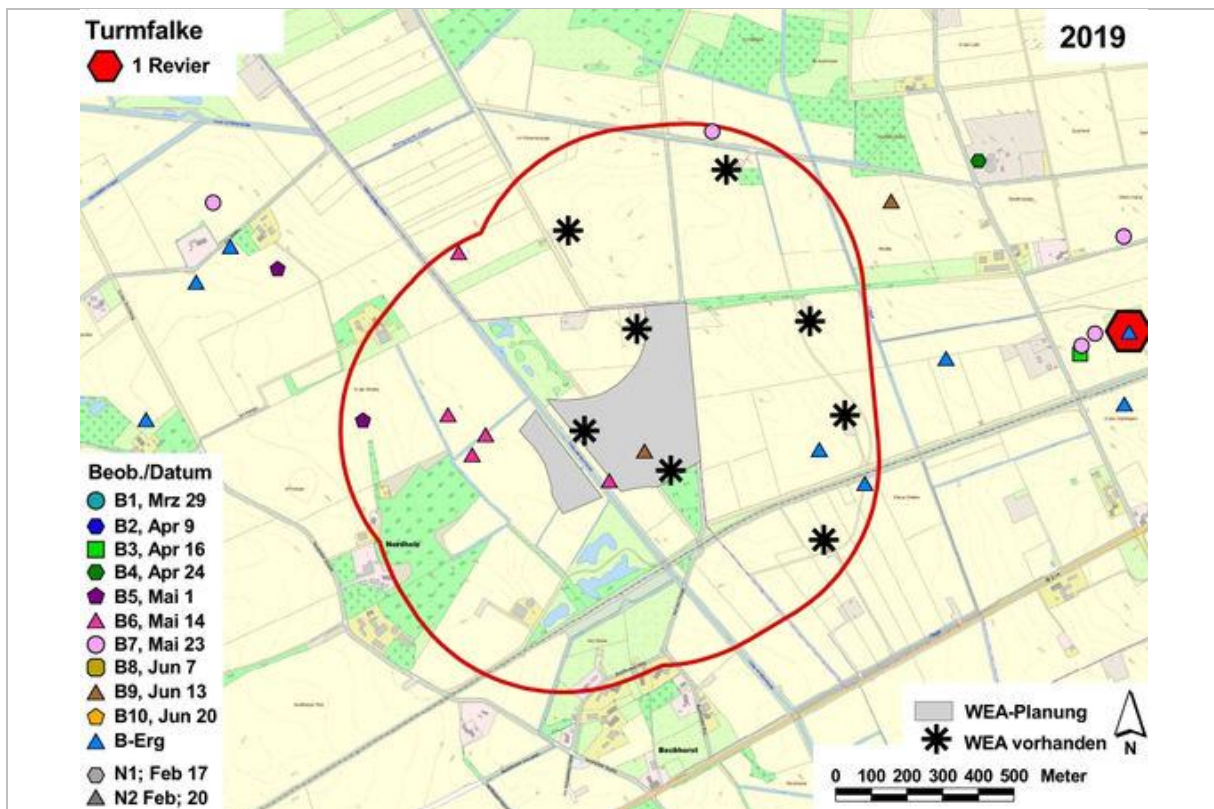 Turmfalke
1 Revier
2019
Nordholz
Beob./Datum
B1, Mrz 29
B2, Apr 9
B3, Apr 16
B4, Apr 24
B5, Mai 1
B6, Mai 14
B7, Mai 23
B8, Jun 7
B9, Jun 13
B10, Jun 20
B-Erg
N1; Feb 17
N2 Feb; 20
Beckhorst
WEA-Planung
WEA vorhanden
N
0 100 200 300 400 500 Meter